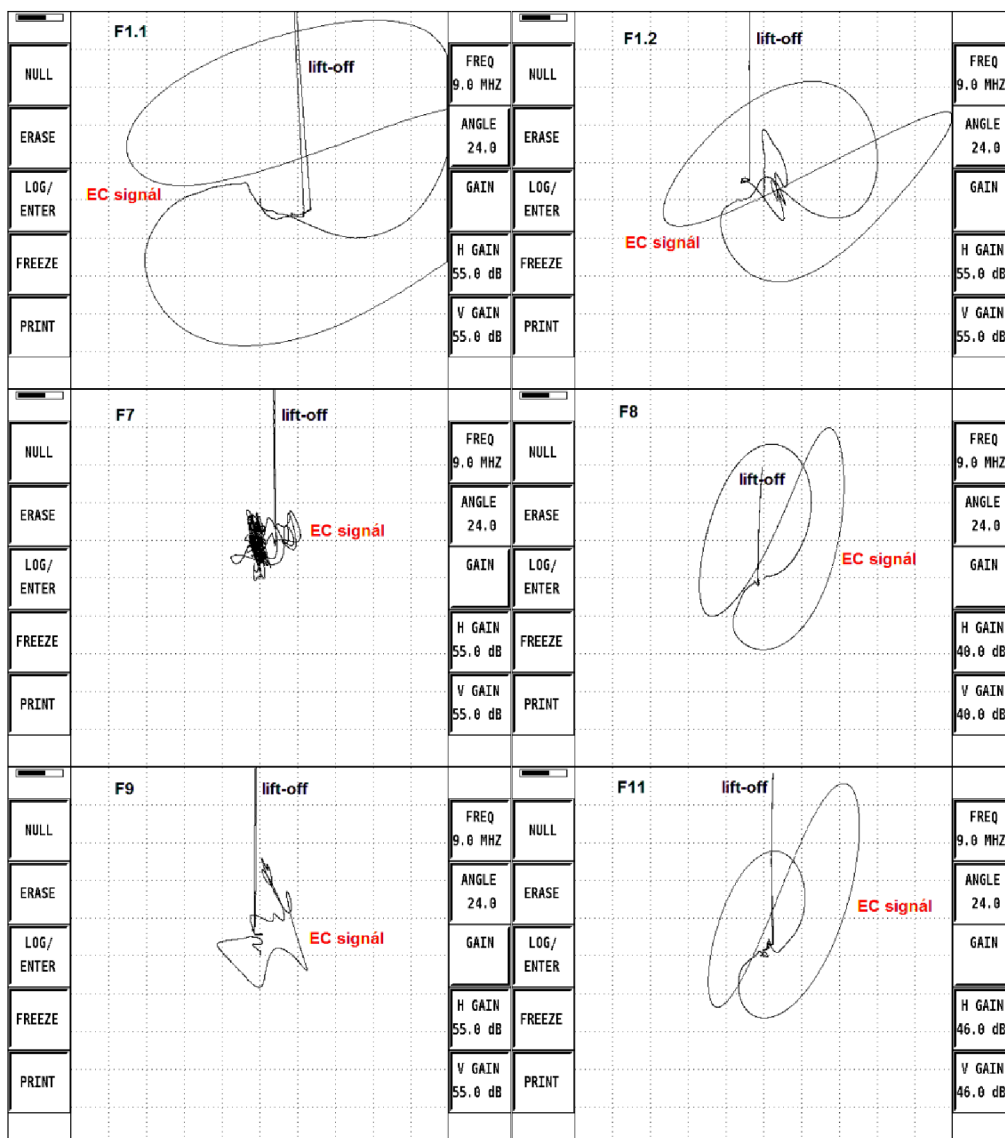 F1.1
lift-off
EC signál
NULL
ERASE
LOG/
ENTER
FREEZE
PRINT
FREQ
9.0 MHZ
ANGLE
24.0
GAIN
H GAIN
55.0 dB
V GAIN
55.0 dB
F1.2
lift-off
EC signál
NULL
ERASE
LOG/
ENTER
FREEZE
PRINT
FREQ
9.0 MHZ
ANGLE
24.0
GAIN
H GAIN
55.0 dB
V GAIN
55.0 dB
F7
lift-off
EC signál
NULL
ERASE
LOG/
ENTER
FREEZE
PRINT
FREQ
9.0 MHZ
ANGLE
24.0
GAIN
H GAIN
55.0 dB
V GAIN
55.0 dB
F8
lift-off
EC signál
NULL
ERASE
LOG/
ENTER
FREEZE
PRINT
FREQ
9.0 MHZ
ANGLE
24.0
GAIN
H GAIN
40.0 dB
V GAIN
40.0 dB
F9
lift-off
EC signál
NULL
ERASE
LOG/
ENTER
FREEZE
PRINT
FREQ
9.0 MHZ
ANGLE
24.0
GAIN
H GAIN
55.0 dB
V GAIN
55.0 dB
F11
lift-off
EC signál
NULL
ERASE
LOG/
ENTER
FREEZE
PRINT
FREQ
9.0 MHZ
ANGLE
24.0
GAIN
H GAIN
46.0 dB
V GAIN
46.0 dB